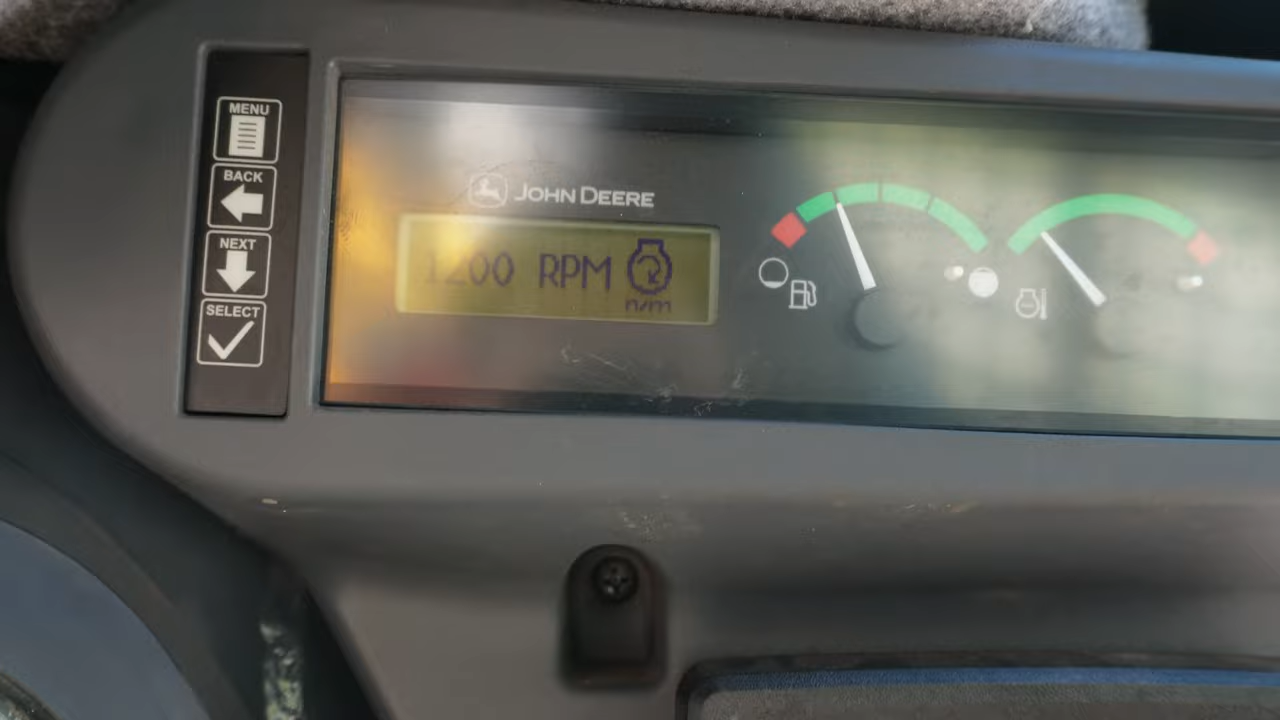 MENU
BACK
NEXT
SELECT
JOHN DEERE
1200 RPM
n/m